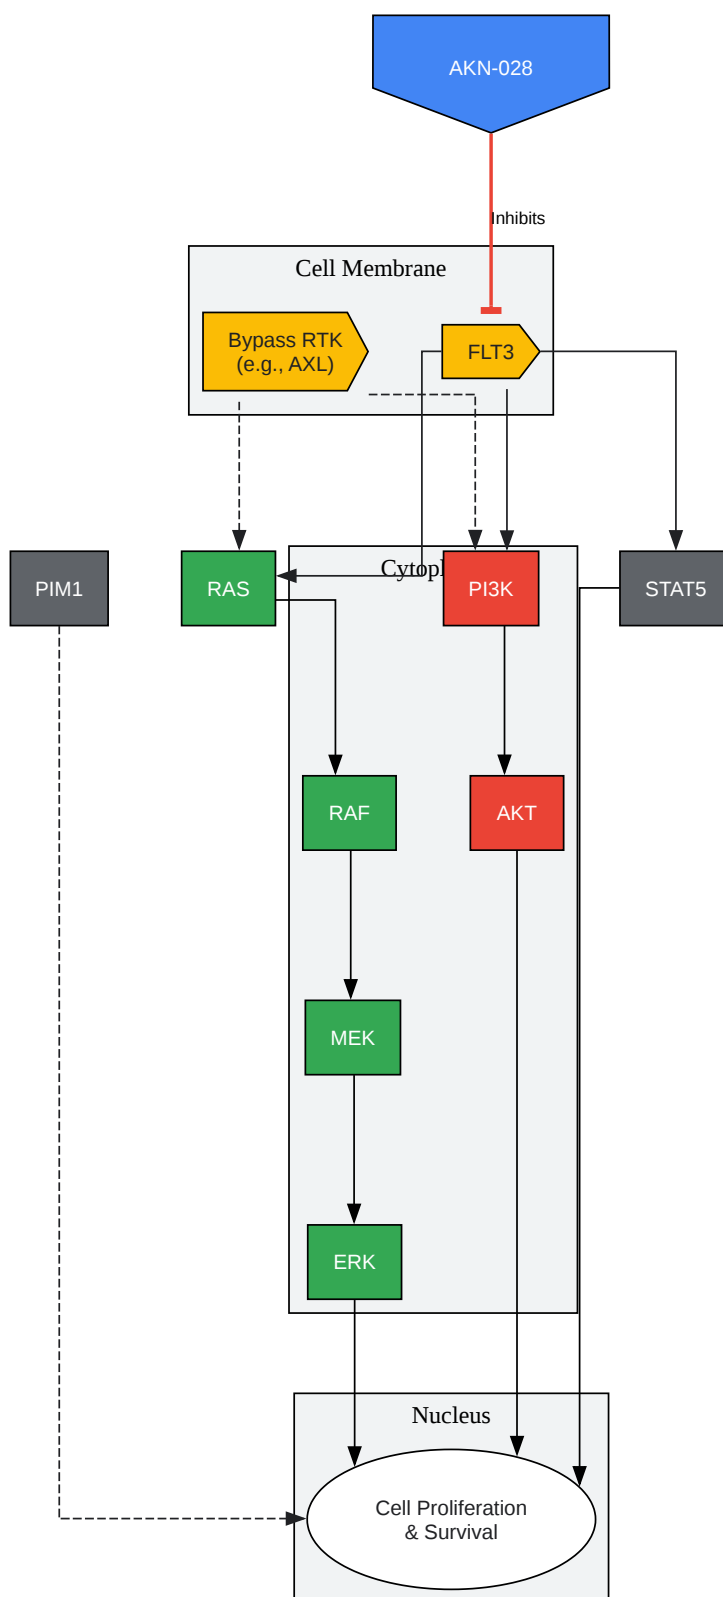 AKN-028
Inhibits
Cell Membrane
Bypass RTK
(e.g., AXL)
FLT3
PIM1
RAS
PI3K
STAT5
RAF
AKT
MEK
ERK
Nucleus
Cell Proliferation
& Survival